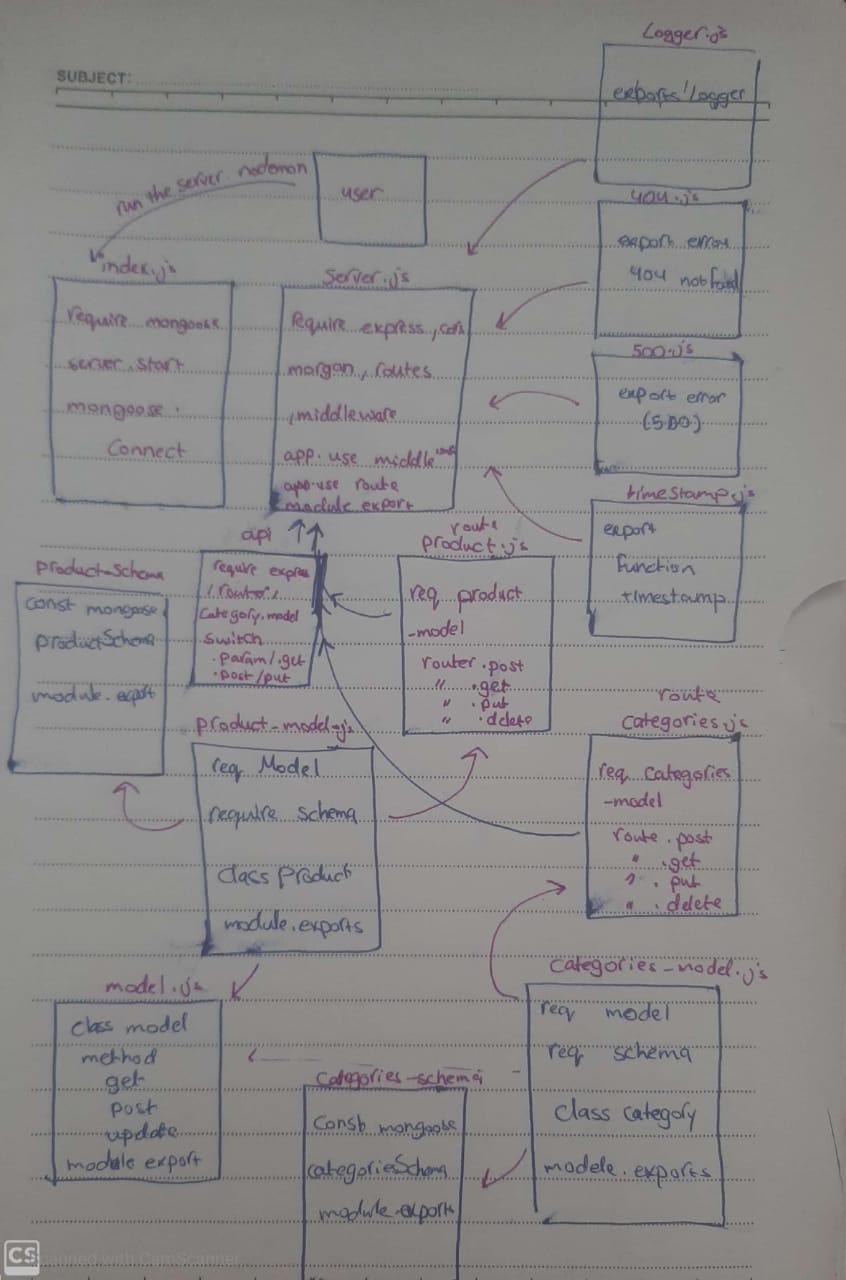 Logger.js
SUBJECT:
exports Logger
run the server. nodemon
user
404.js
export error
404 not foud
index.js
require mongoose
server.start
mongoose.
Connect
Server.js
Require express, cors
morgan, routes
, middleware
app. use middle
app.use route
module export
500.js
export error
(500)
timestamp.js
export
function
timestamp
api
require express
, router,
Category.model
switch
.param/.get
.post/put
route
product.js
req product
-model
router.post
" .get
" .put
" .delete
Product-Schema
Const mongoose
ProductSchema
module.export
product-model.js
req Model
require schema
class Product
module.exports
route
categories.js
req Categories
-model
route.post
" .get
" .put
" .delete
model.js
class model
method
get
post
update
module export
Categories-schema
Const mongoose
categorieSchema
module.exports
Categories-model.js
req model
req schema
class category
modele.exports
CS
Scanned with CamScanner